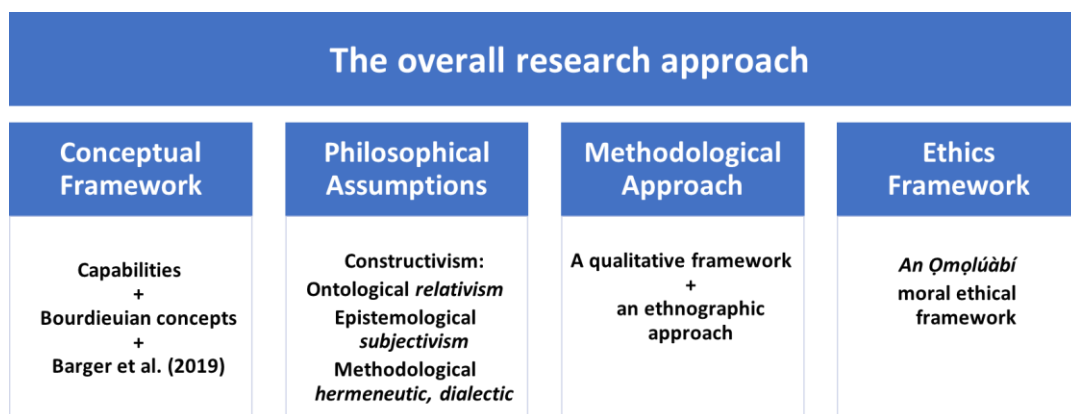 The overall research approach
Conceptual
Framework
Capabilities
+
Bourdieuian concepts
+
Barger et al. (2019)
Philosophical
Assumptions
Constructivism:
Ontological relativism
Epistemological
subjectivism
Methodological
hermeneutic, dialectic
Methodological
Approach
A qualitative framework
+
an ethnographic
approach
Ethics
Framework
An Ọmọlúàbí
moral ethical
framework